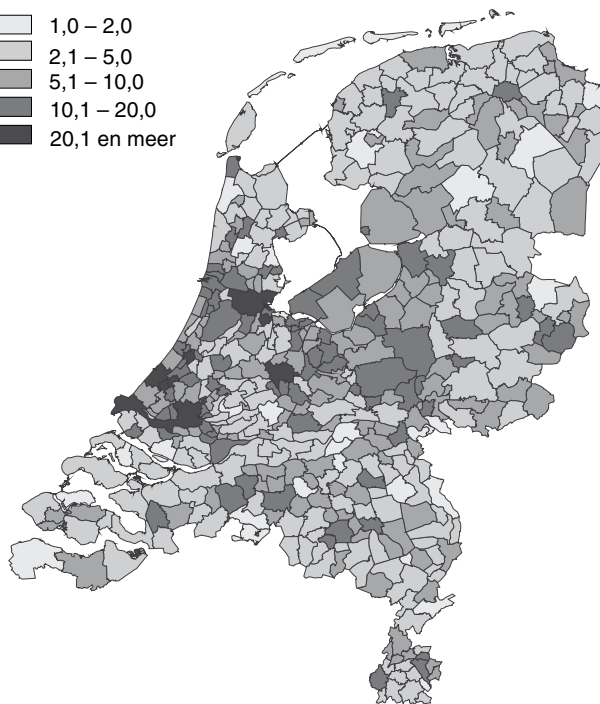 1,0 – 2,0
2,1 – 5,0
5,1 – 10,0
10,1 – 20,0
20,1 en meer